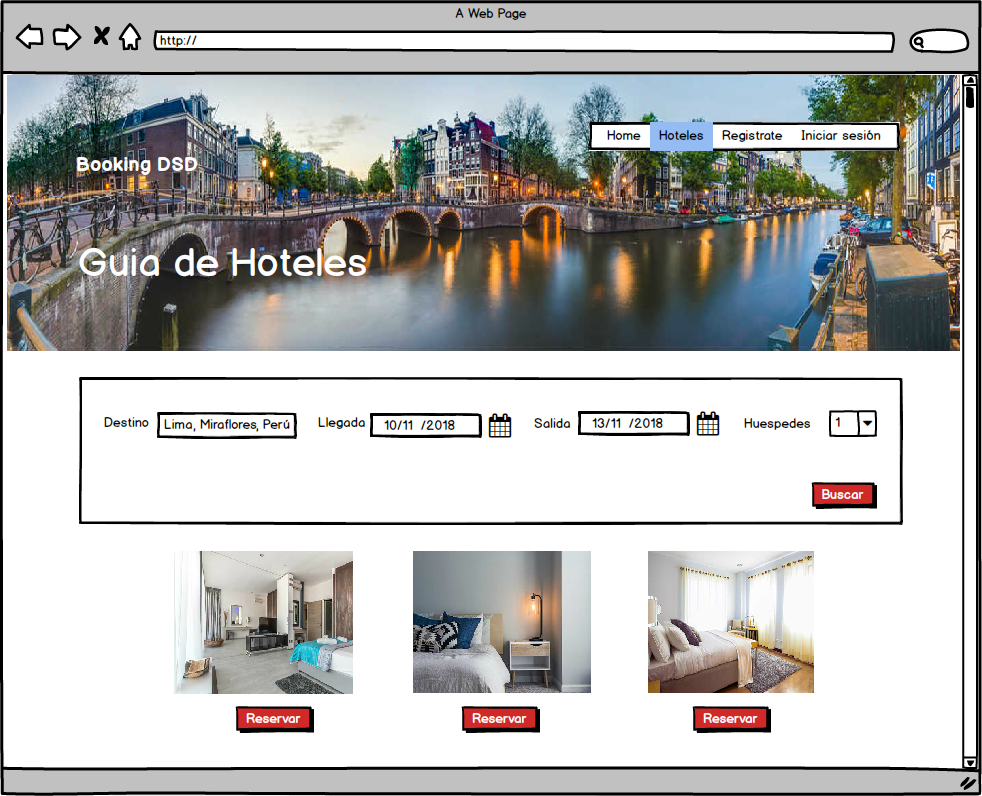 A Web Page
http://
Home Hoteles Registrate Iniciar sesión
Booking DSD
Guia de Hoteles
Destino Lima, Miraflores, Perú Llegada 10/11 /2018 Salida 13/11 /2018 Huespedes 1
Buscar
Reservar Reservar Reservar